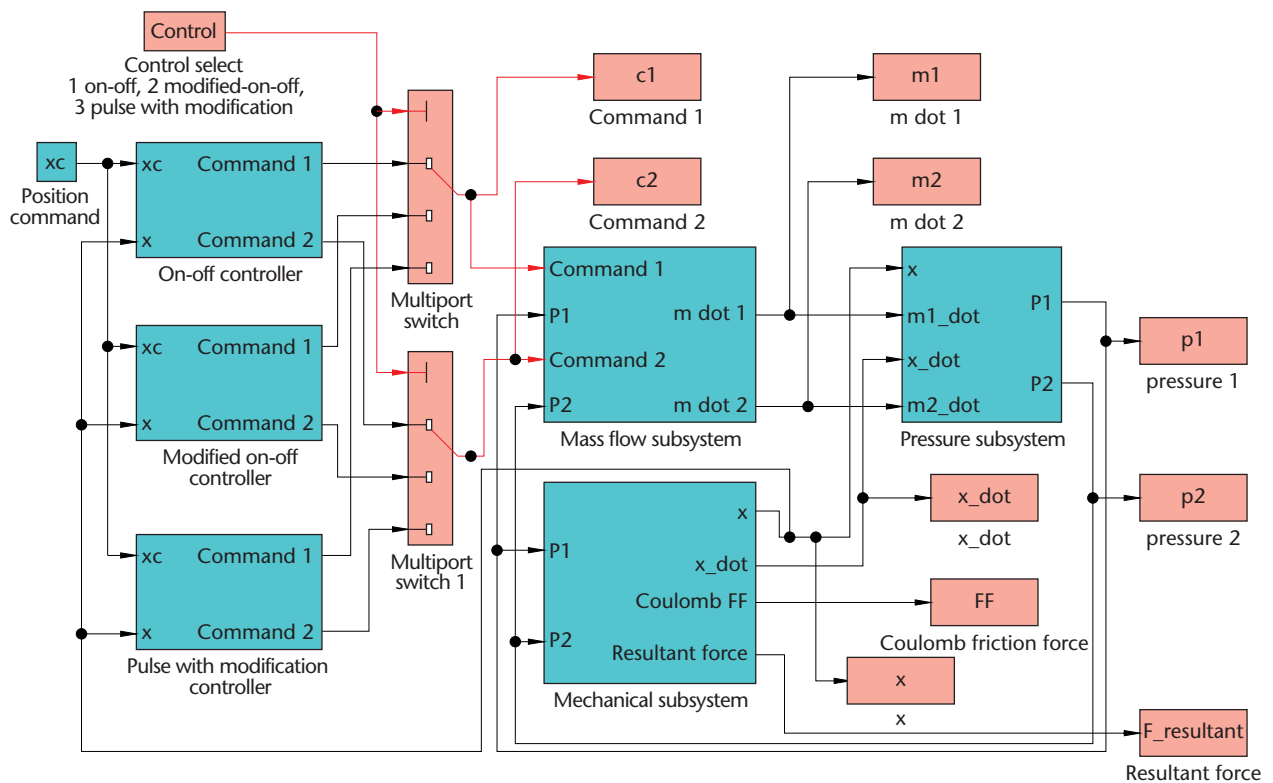 Control
Control select
1 on-off, 2 modified-on-off,
3 pulse with modification
xc
Position
command
xc
Command 1
x
Command 2
On-off controller
xc
Command 1
x
Command 2
Modified on-off
controller
xc
Command 1
x
Command 2
Pulse with modification
controller
Multiport
switch
Multiport
switch 1
c1
Command 1
c2
Command 2
m1
m dot 1
m2
m dot 2
Command 1
P1
m dot 1
Command 2
P2
m dot 2
Mass flow subsystem
x
P1
m1_dot
x_dot
P2
m2_dot
Pressure subsystem
p1
pressure 1
p2
pressure 2
x
P1
x_dot
Coulomb FF
P2
Resultant force
Mechanical subsystem
x_dot
x_dot
FF
Coulomb friction force
x
x
F_resultant
Resultant force